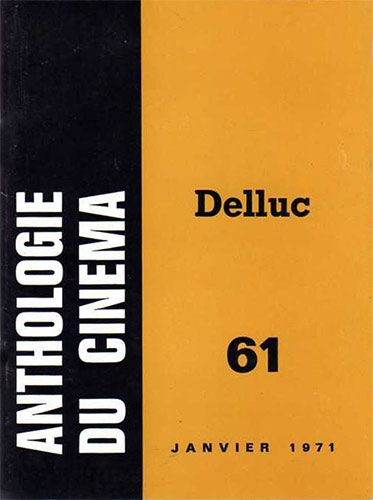 ANTHOLOGIE
DU CINEMA
Delluc
61
JANVIER 1971